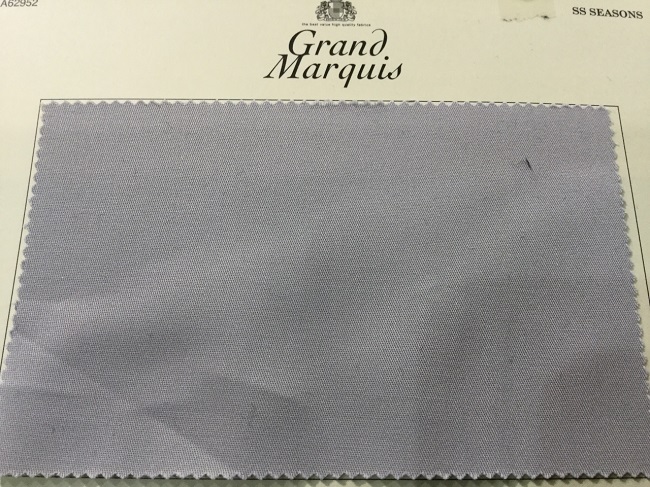 A62952
SS SEASONS
the best value high quality fabrics
Grand
Marquis